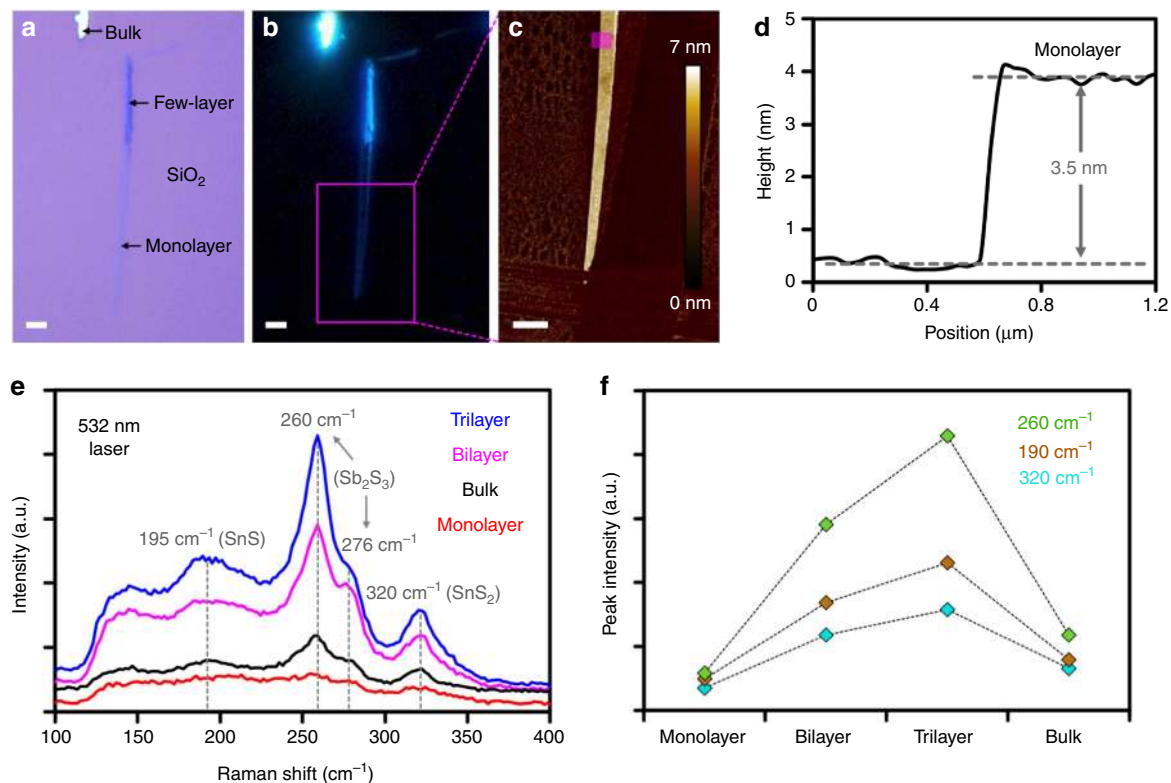 a
Bulk
Few-layer
SiO₂
Monolayer
b
c
7 nm
0 nm
d
Monolayer
3.5 nm
Height (nm)
5
4
3
2
1
0
0
0.4
0.8
1.2
Position (μm)
e
532 nm
laser
260 cm⁻¹
(Sb₂S₃)
276 cm⁻¹
195 cm⁻¹ (SnS)
320 cm⁻¹ (SnS₂)
Trilayer
Bilayer
Bulk
Monolayer
Intensity (a.u.)
100
150
200
250
300
350
400
Raman shift (cm⁻¹)
f
260 cm⁻¹
190 cm⁻¹
320 cm⁻¹
Peak intensity (a.u.)
Monolayer
Bilayer
Trilayer
Bulk